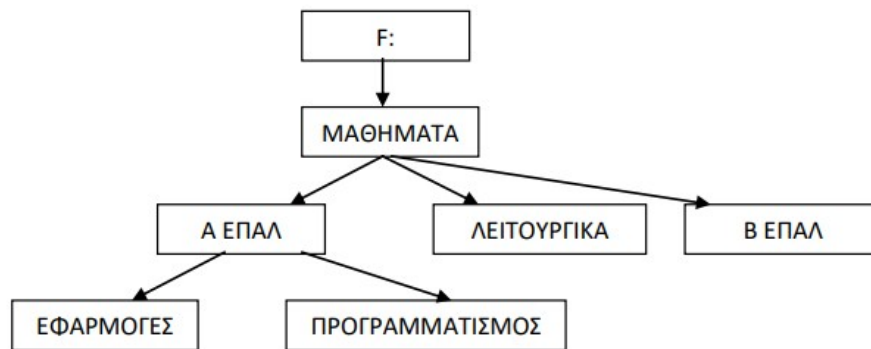 F:
ΜΑΘΗΜΑΤΑ
Α ΕΠΑΛ
ΛΕΙΤΟΥΡΓΙΚΑ
Β ΕΠΑΛ
ΕΦΑΡΜΟΓΕΣ
ΠΡΟΓΡΑΜΜΑΤΙΣΜΟΣ